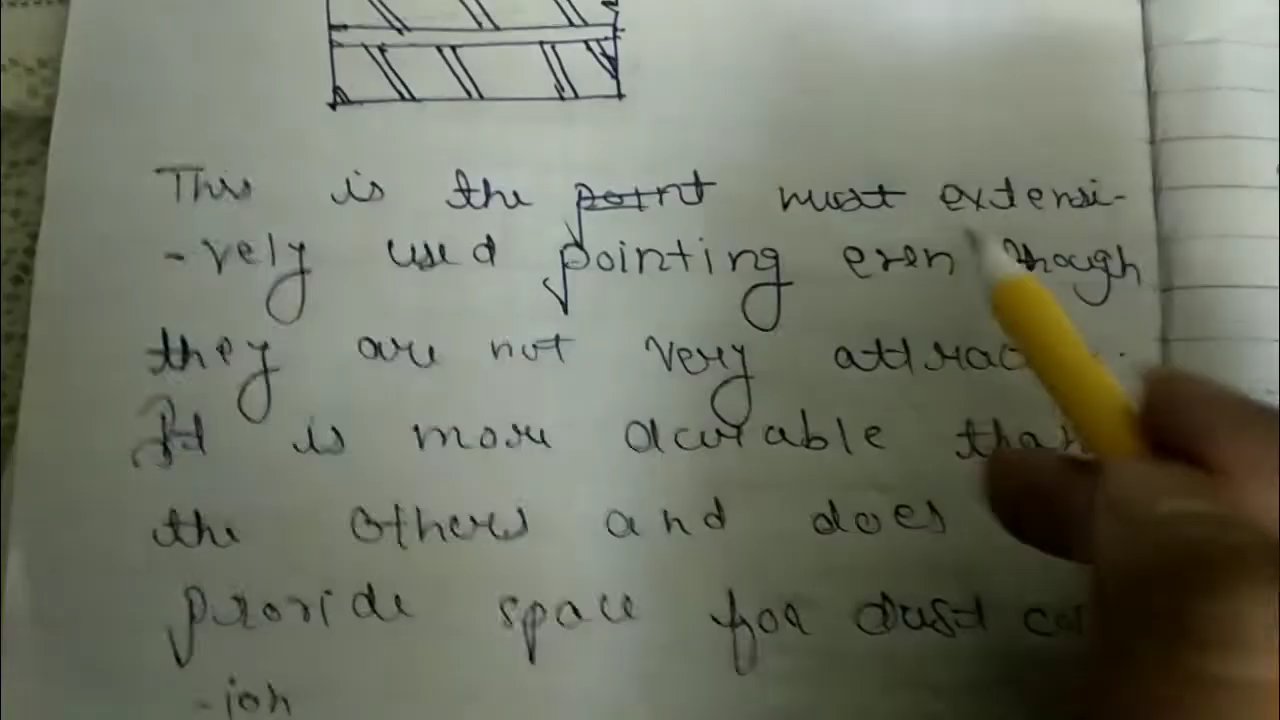 This is the point most extensi-
-vely used pointing even though
they are not very attrac
It is more durable than
the others and does
provide space for dust co
-ion